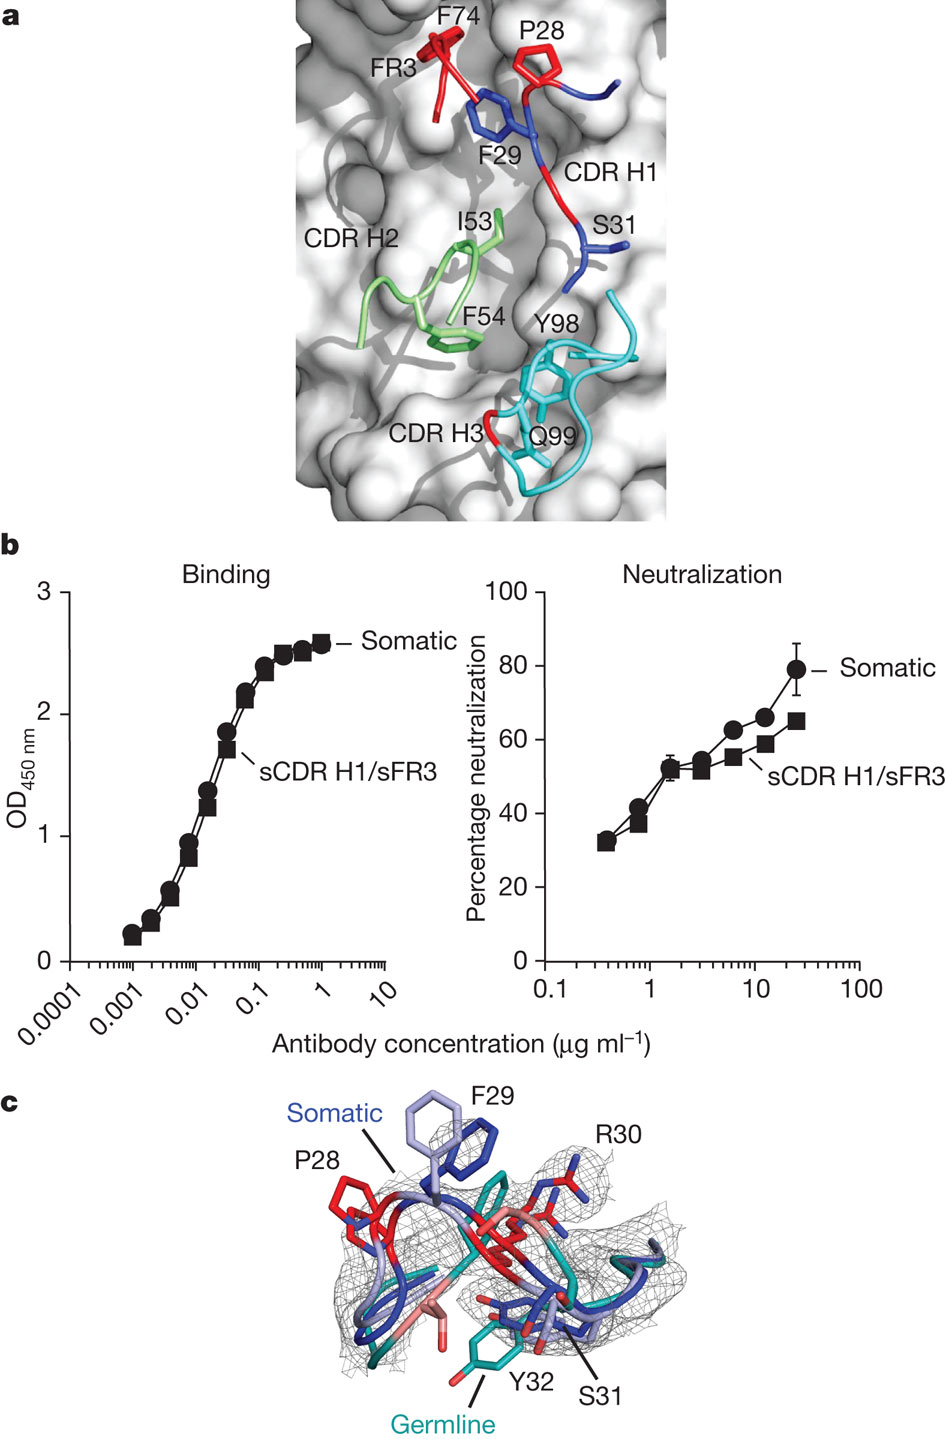 a
F74
P28
FR3
F29
CDR H1
I53
S31
CDR H2
F54
Y98
CDR H3
Q99
b
Binding
Neutralization
3
2
1
0
OD450 nm
Somatic
sCDR H1/sFR3
0.0001
0.001
0.01
0.1
1
10
100
80
60
40
20
0
Percentage neutralization
Somatic
sCDR H1/sFR3
0.1
1
10
100
Antibody concentration (μg ml–1)
c
F29
Somatic
R30
P28
Y32
S31
Germline